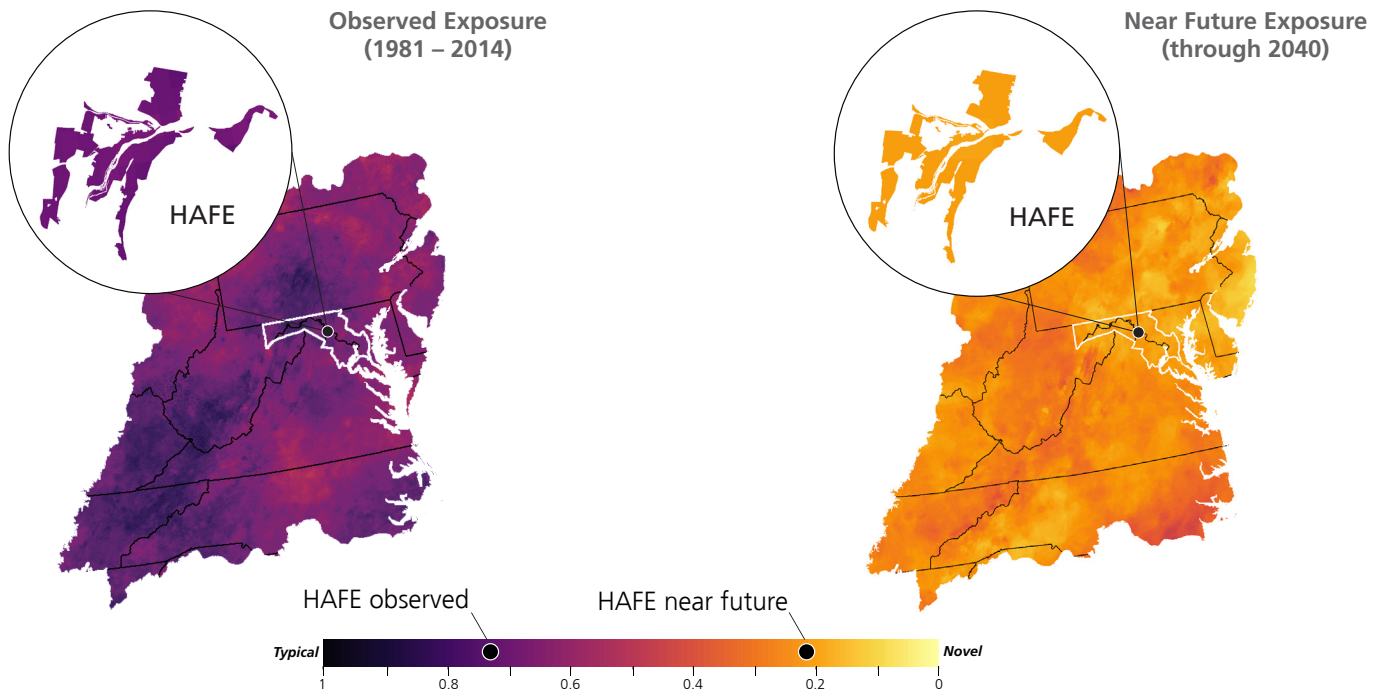 Observed Exposure
(1981 – 2014)
Near Future Exposure
(through 2040)
HAFE
HAFE
HAFE observed
HAFE near future
Typical
Novel
1
0.8
0.6
0.4
0.2
0